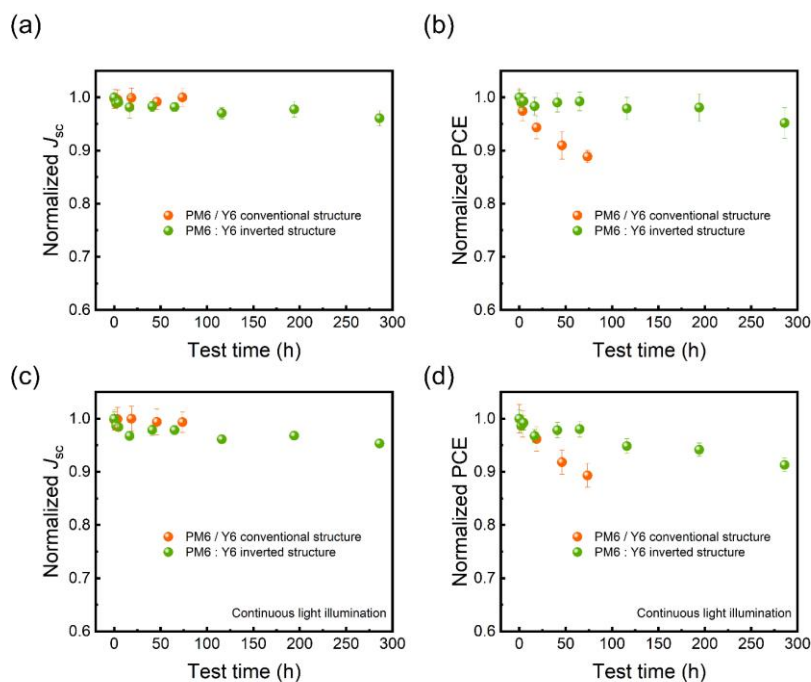 (a)
(b)
Normalized Jsc
1.0
0.9
0.8
0.7
0.6
PM6 / Y6 conventional structure
PM6 : Y6 inverted structure
0 50 100 150 200 250 300
Test time (h)
Normalized PCE
1.0
0.9
0.8
0.7
0.6
PM6 / Y6 conventional structure
PM6 : Y6 inverted structure
0 50 100 150 200 250 300
Test time (h)
(c)
(d)
Normalized Jsc
1.0
0.9
0.8
0.7
0.6
PM6 / Y6 conventional structure
PM6 : Y6 inverted structure
Continuous light illumination
0 50 100 150 200 250 300
Test time (h)
Normalized PCE
1.0
0.9
0.8
0.7
0.6
PM6 / Y6 conventional structure
PM6 : Y6 inverted structure
Continuous light illumination
0 50 100 150 200 250 300
Test time (h)